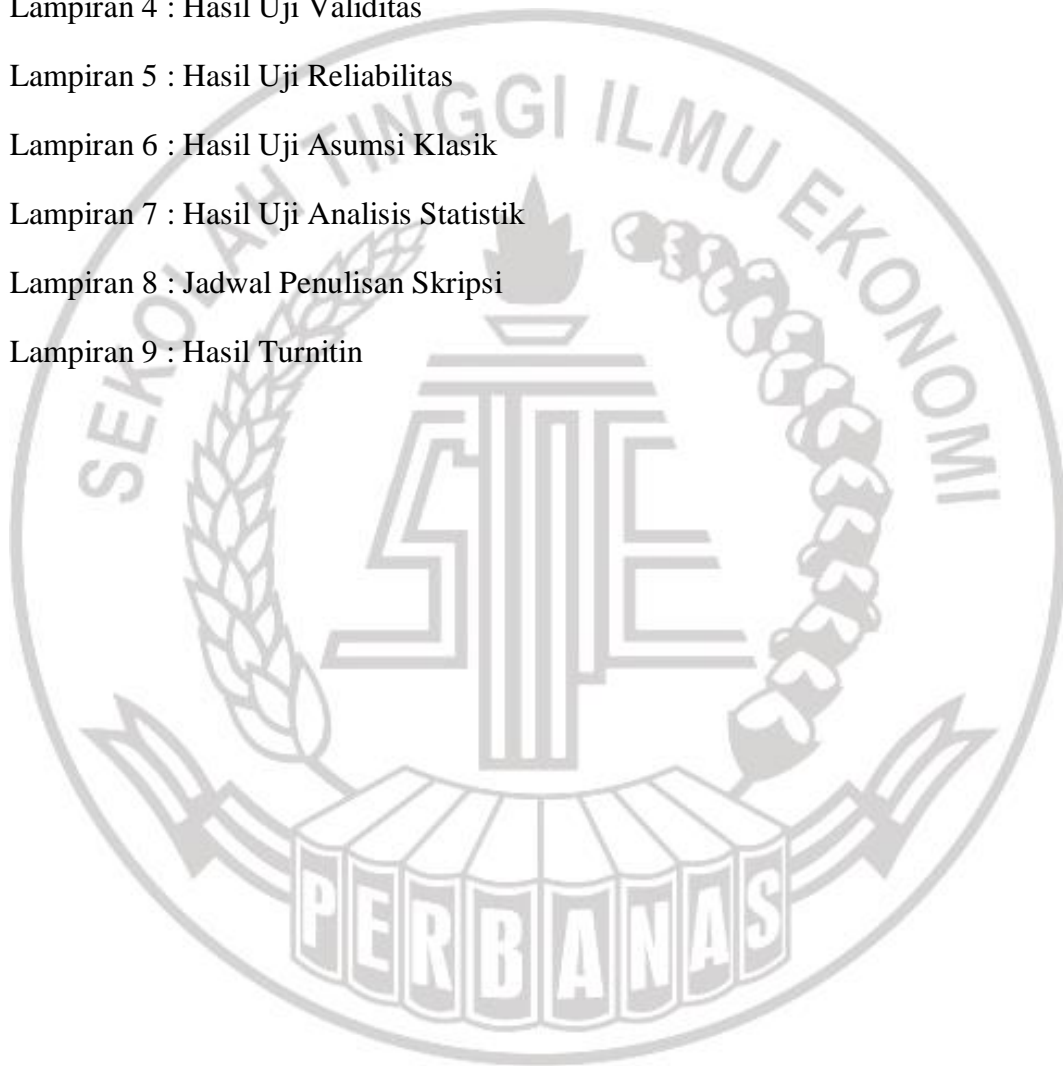 Lampiran 4 : Hasil Uji Validitas
Lampiran 5 : Hasil Uji Reliabilitas
Lampiran 6 : Hasil Uji Asumsi Klasik
Lampiran 7 : Hasil Uji Analisis Statistik
Lampiran 8 : Jadwal Penulisan Skripsi
Lampiran 9 : Hasil Turnitin
SEKOLAH TINGGI ILMU EKONOMI
STIE
PERBANAS